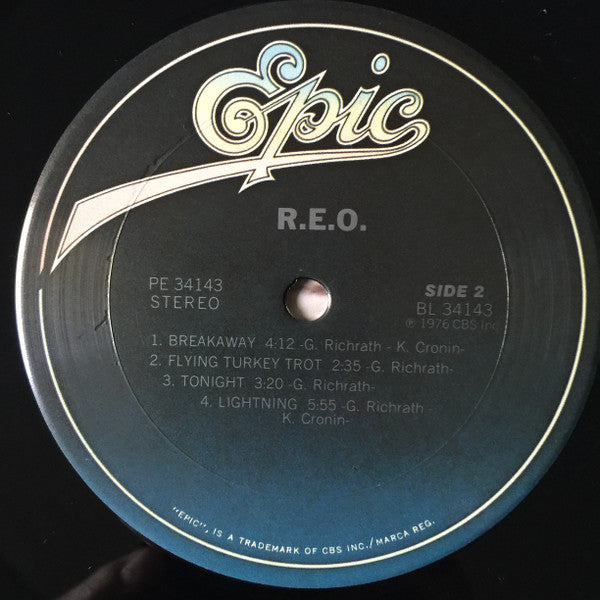 Epic
R.E.O.
PE 34143
STEREO
SIDE 2
BL 34143
℗ 1976 CBS Inc.
1. BREAKAWAY 4:12 -G. Richrath - K. Cronin-
2. FLYING TURKEY TROT 2:35 -G. Richrath-
3. TONIGHT 3:20 -G. Richrath-
4. LIGHTNING 5:55 -G. Richrath -
K. Cronin-
"EPIC", IS A TRADEMARK OF CBS INC./MARCA REG.